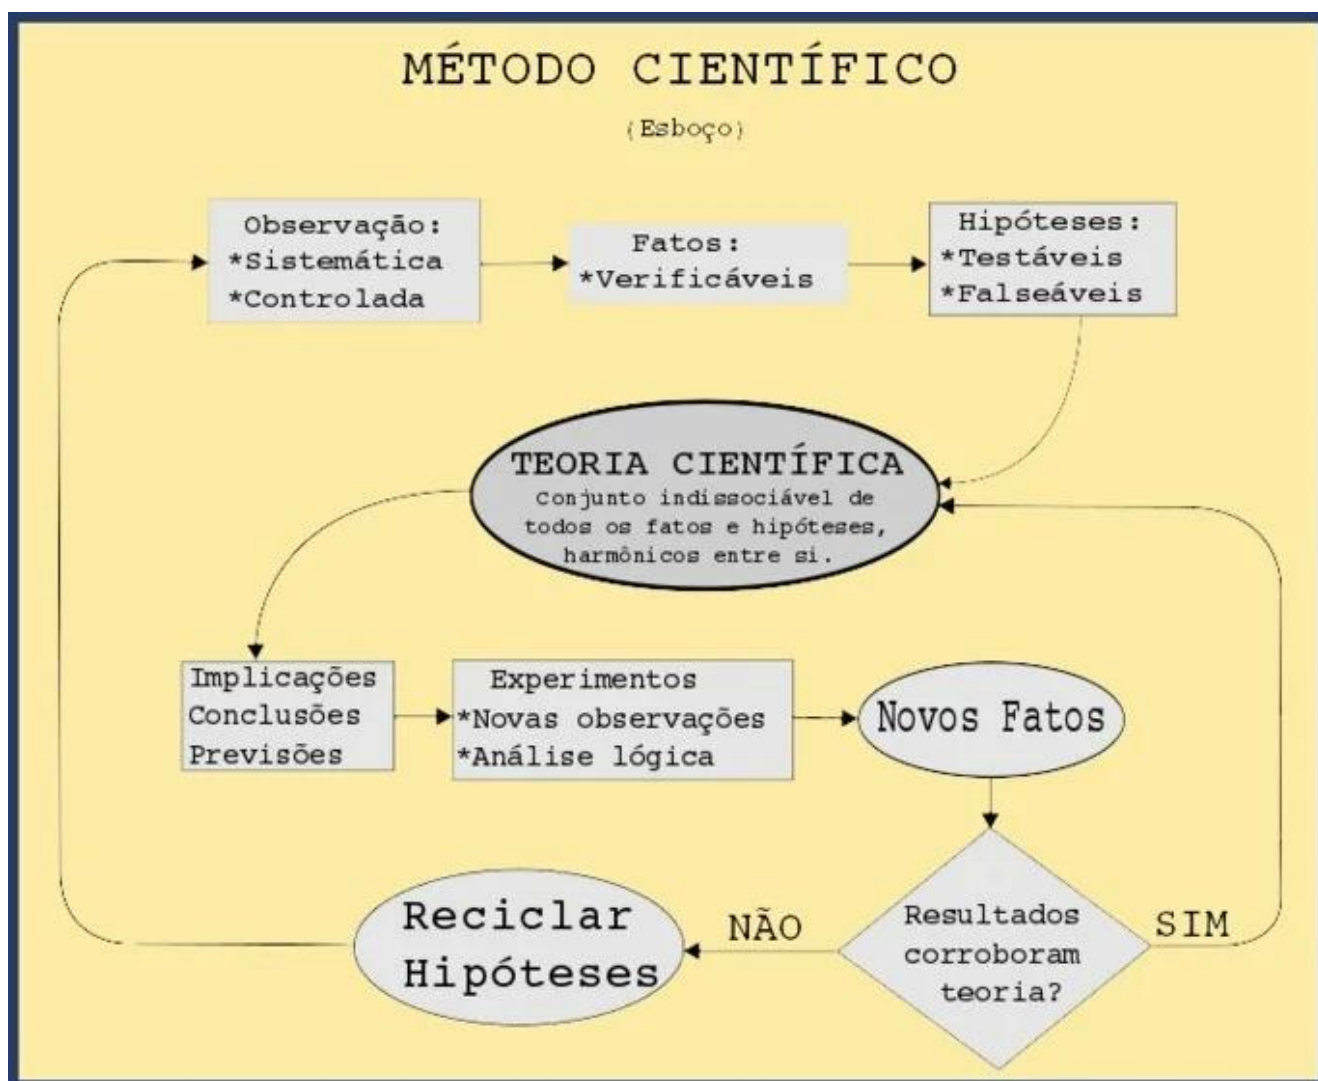 MÉTODO CIENTÍFICO
(Esboço)
Observação:
*Sistemática
*Controlada
Fatos:
*Verificáveis
Hipóteses:
*Testáveis
*Falseáveis
TEORIA CIENTÍFICA
Conjunto indissociável de
todos os fatos e hipóteses,
harmônicos entre si.
Implicações
Conclusões
Previsões
Experimentos
*Novas observações
*Análise lógica
Novos Fatos
Resultados
corroboram
teoria?
SIM
NÃO
Reciclar
Hipóteses